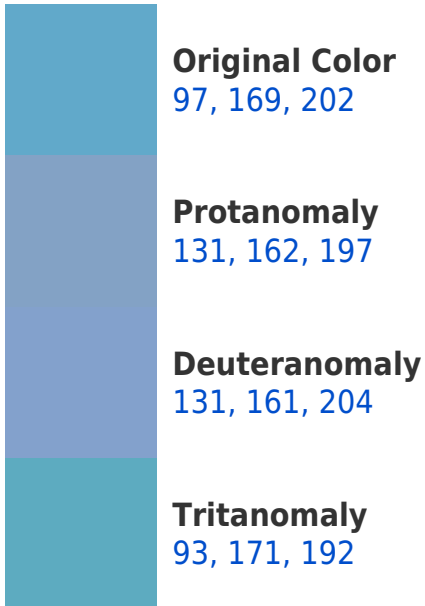 Original Color
97, 169, 202
Protanomaly
131, 162, 197
Deuteranomaly
131, 161, 204
Tritanomaly
93, 171, 192